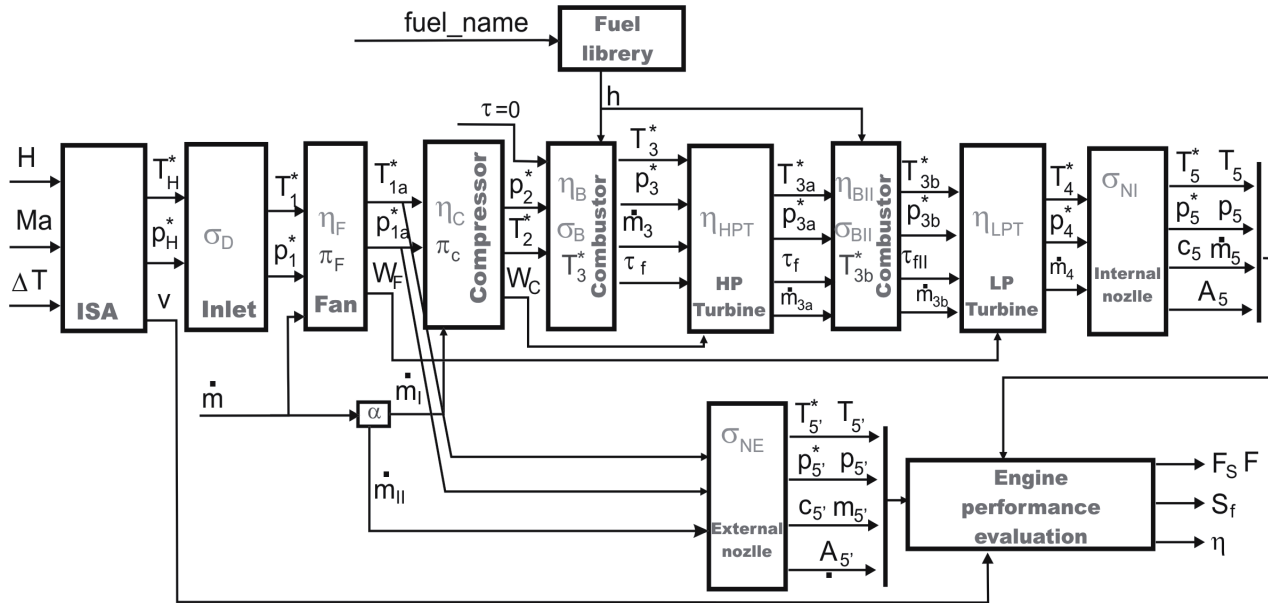 fuel_name
Fuel
librery
h
τ=0
H
Ma
ΔT
ISA
T*H
p*H
v
σD
Inlet
T*1
p*1
ηF
πF
Fan
T*1a
p*1a
WF
ηC
πc
Compressor
p*2
T*2
WC
ηB
σB
T*3
Combustor
T*3
p*3
ṁ3
τf
ηHPT
HP
Turbine
T*3a
p*3a
τf
ṁ3a
ηBII
σBII
T*3b
Combustor
T*3b
p*3b
τfII
ṁ3b
ηLPT
LP
Turbine
T*4
p*4
ṁ4
σNI
Internal
nozlle
T*5 T5
p*5 p5
c5 ṁ5
A5
ṁ
α
ṁI
ṁII
σNE
External
nozlle
T*5' T5'
p*5' p5'
c5' m5'
A5'
Engine
performance
evaluation
FS F
Sf
η